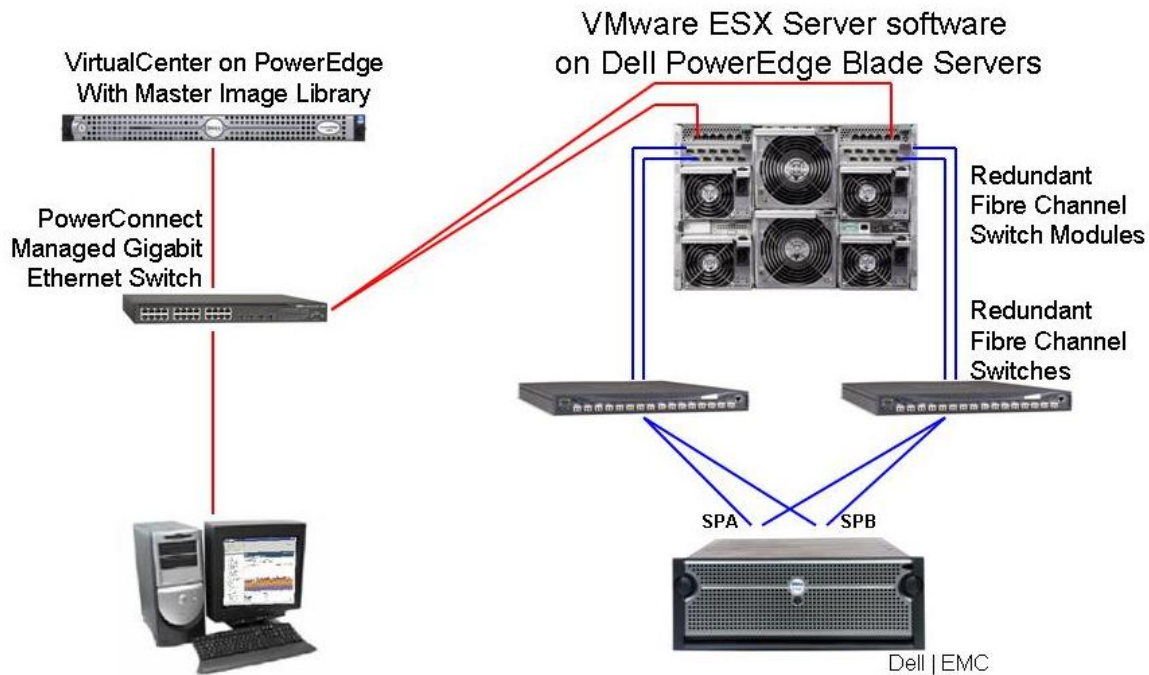 VMware ESX Server software
on Dell PowerEdge Blade Servers
VirtualCenter on PowerEdge
With Master Image Library
PowerConnect
Managed Gigabit
Ethernet Switch
Redundant
Fibre Channel
Switch Modules
Redundant
Fibre Channel
Switches
SPA
SPB
Dell | EMC